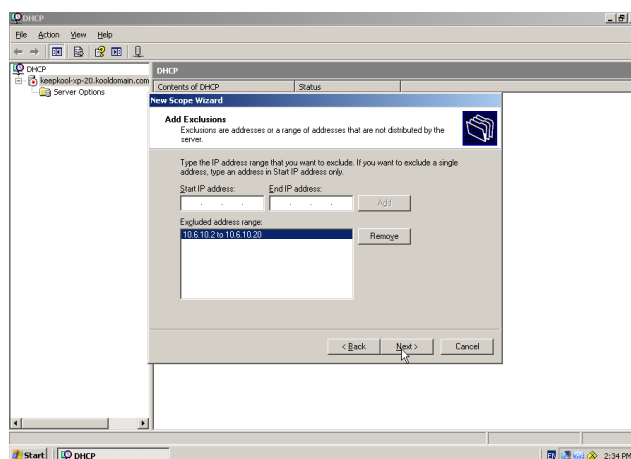 DHCP
File Action View Help
DHCP
keepkool-xp-20.kooldomain.com
Server Options
DHCP
Contents of DHCP Status
New Scope Wizard
Add Exclusions
Exclusions are addresses or a range of addresses that are not distributed by the
server.
Type the IP address range that you want to exclude. If you want to exclude a single
address, type an address in Start IP address only.
Start IP address: End IP address:
. . . . . . Add
Excluded address range:
10.6.10.2 to 10.6.10.20 Remove
< Back Next > Cancel
Start DHCP EN 2:34 PM